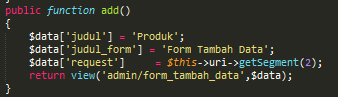 public function add()
{
    $data['judul'] = 'Produk';
    $data['judul_form'] = 'Form Tambah Data';
    $data['request']    = $this->uri->getSegment(2);
    return view('admin/form_tambah_data',$data);
}